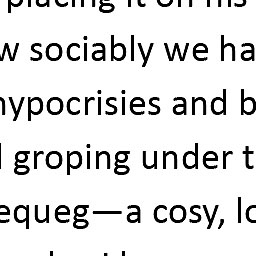 placing it on his
w sociably we ha
hypocrisies and b
groping under t
equeg—a cosy, lo